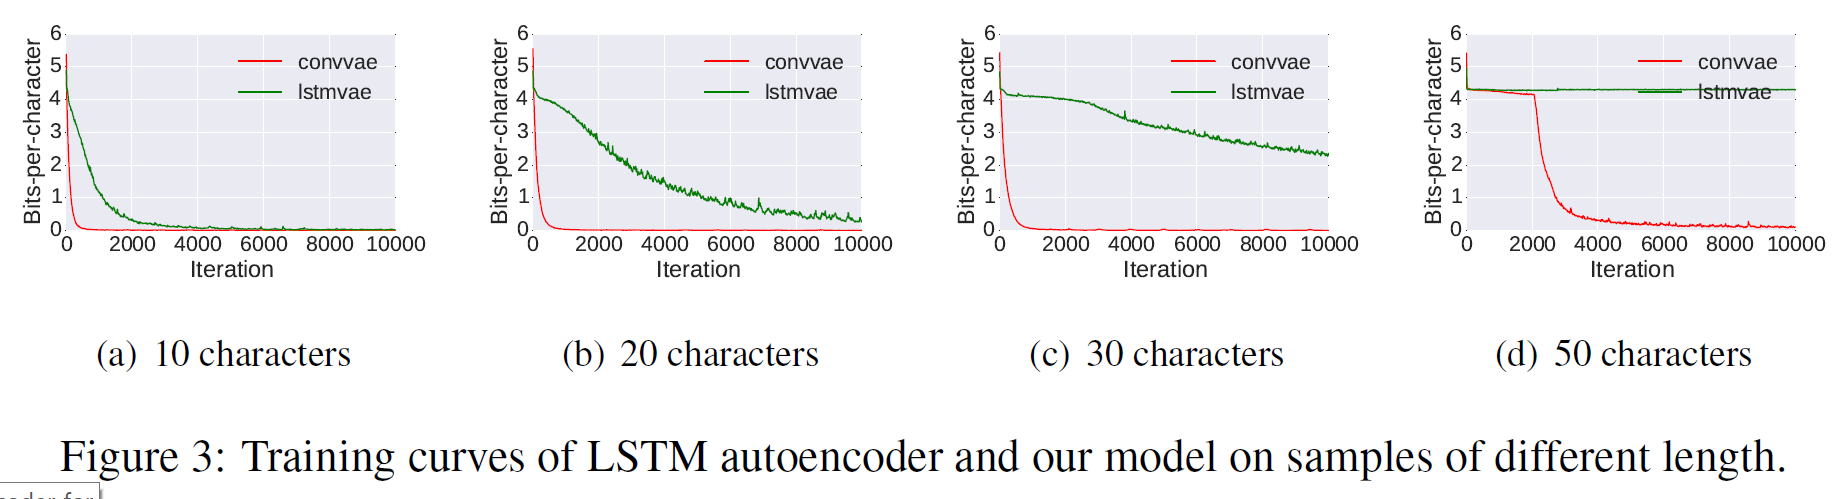 6
5
4
3
2
1
0
Bits-per-character
convvae
lstmvae
0 2000 4000 6000 8000 10000
Iteration
(a) 10 characters
6
5
4
3
2
1
0
Bits-per-character
convvae
lstmvae
0 2000 4000 6000 8000 10000
Iteration
(b) 20 characters
6
5
4
3
2
1
0
Bits-per-character
convvae
lstmvae
0 2000 4000 6000 8000 10000
Iteration
(c) 30 characters
6
5
4
3
2
1
0
Bits-per-character
convvae
lstmvae
0 2000 4000 6000 8000 10000
Iteration
(d) 50 characters
Figure 3: Training curves of LSTM autoencoder and our model on samples of different length.